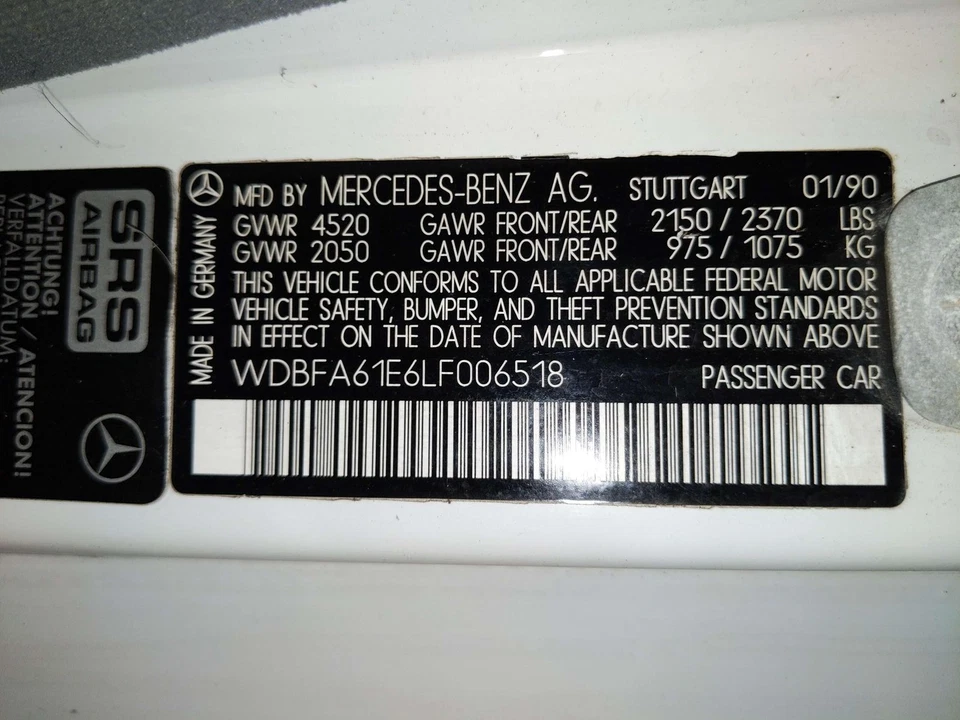 MFD BY MERCEDES-BENZ AG. STUTTGART 01/90
GVWR 4520 GAWR FRONT/REAR 2150 / 2370 LBS
GVWR 2050 GAWR FRONT/REAR 975 / 1075 KG
THIS VEHICLE CONFORMS TO ALL APPLICABLE FEDERAL MOTOR
VEHICLE SAFETY, BUMPER, AND THEFT PREVENTION STANDARDS
IN EFFECT ON THE DATE OF MANUFACTURE SHOWN ABOVE
WDBFA61E6LF006518 PASSENGER CAR
MADE IN GERMANY
SRS
AIRBAG
ACHTUNG!
ATTENTION / ATENCION!
VERFALLDATUM: